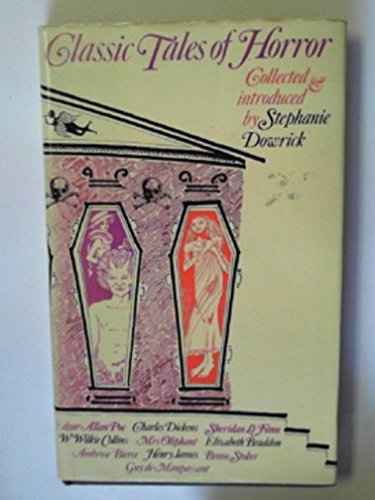 Classic Tales of Horror
Collected &
introduced
by Stephanie
Dowrick
Allan Poe Charles Dickens Sheridan Le Fanu
W Wilkie Collins Mrs Oliphant Elizabeth Braddon
Ambrose Bierce Henry James Bram Stoker
Guy de Maupassant